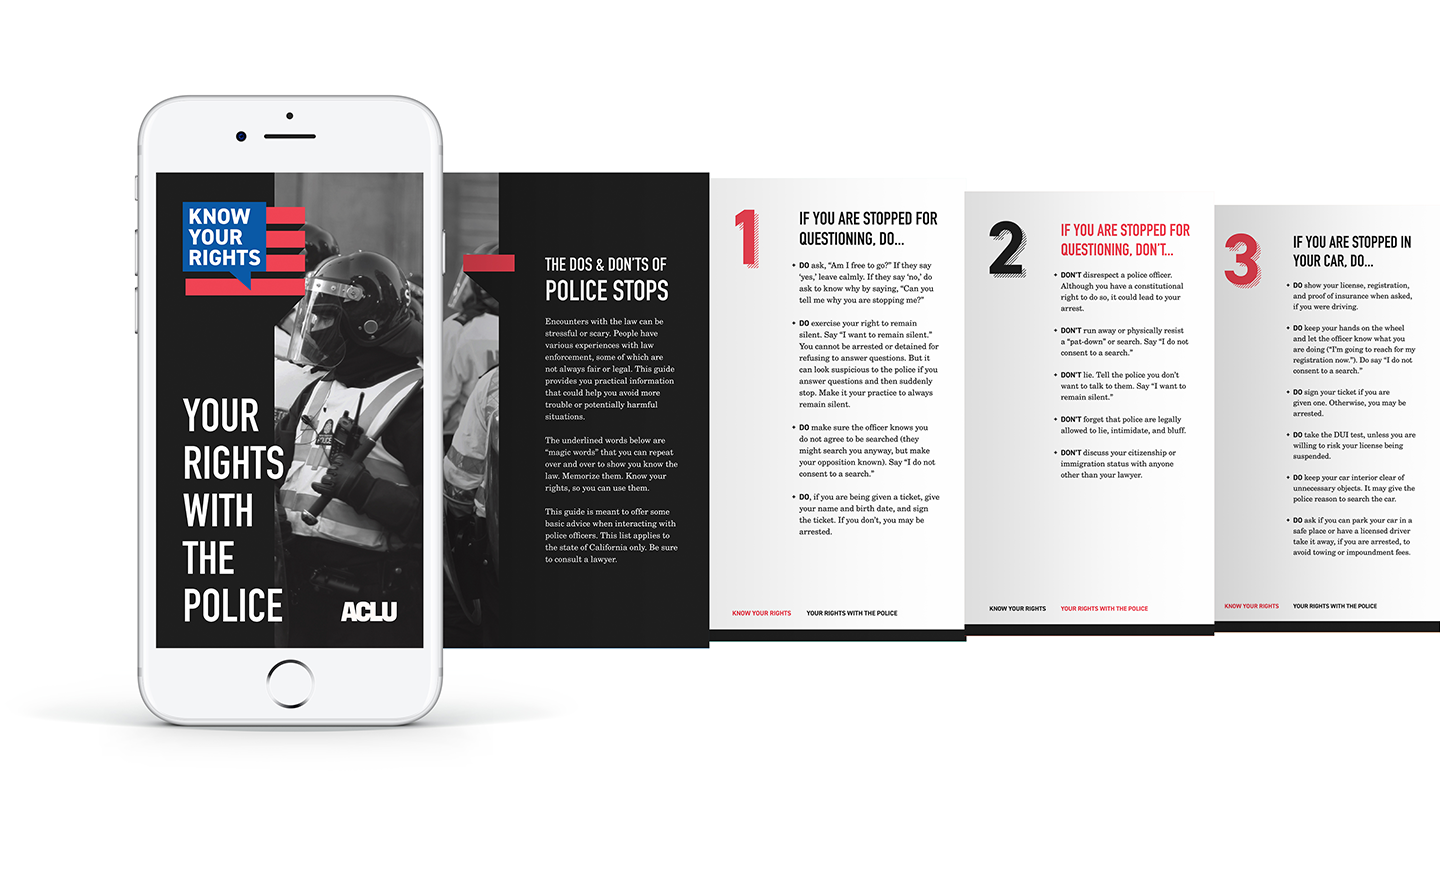 KNOW
YOUR
RIGHTS
YOUR
RIGHTS
WITH
THE
POLICE
ACLU
THE DOS & DON'TS OF
POLICE STOPS
Encounters with the law can be
stressful or scary. People have
various experiences with law
enforcement, some of which are
not always fair or legal. This guide
provides you practical information
that could help you avoid more
trouble or potentially harmful
situations.
The underlined words below are
“magic words” that you can repeat
over and over to show you know the
law. Memorize them. Know your
rights, so you can use them.
This guide is meant to offer some
basic advice when interacting with
police officers. This list applies to
the state of California only. Be sure
to consult a lawyer.
1
IF YOU ARE STOPPED FOR
QUESTIONING, DO...
• DO ask, “Am I free to go?” If they say
‘yes,’ leave calmly. If they say ‘no,’ do
ask to know why by saying, “Can you
tell me why you are stopping me?”
• DO exercise your right to remain
silent. Say “I want to remain silent.”
You cannot be arrested or detained for
refusing to answer questions. But it
can look suspicious to the police if you
answer questions and then suddenly
stop. Make it your practice to always
remain silent.
• DO make sure the officer knows you
do not agree to be searched (they
might search you anyway, but make
your opposition known). Say “I do not
consent to a search.”
• DO, if you are being given a ticket, give
your name and birth date, and sign
the ticket. If you don’t, you may be
arrested.
KNOW YOUR RIGHTS YOUR RIGHTS WITH THE POLICE
2
IF YOU ARE STOPPED FOR
QUESTIONING, DON'T...
• DON’T disrespect a police officer.
Although you have a constitutional
right to do so, it could lead to your
arrest.
• DON’T run away or physically resist
a “pat-down” or search. Say “I do not
consent to a search.”
• DON’T lie. Tell the police you don’t
want to talk to them. Say “I want to
remain silent.”
• DON’T forget that police are legally
allowed to lie, intimidate, and bluff.
• DON’T discuss your citizenship or
immigration status with anyone
other than your lawyer.
KNOW YOUR RIGHTS YOUR RIGHTS WITH THE POLICE
3
IF YOU ARE STOPPED IN
YOUR CAR, DO...
• DO show your license, registration,
and proof of insurance when asked,
if you were driving.
• DO keep your hands on the wheel
and let the officer know what you
are doing (“I’m going to reach for my
registration now.”). Do say “I do not
consent to a search.”
• DO sign your ticket if you are
given one. Otherwise, you may be
arrested.
• DO take the DUI test, unless you are
willing to risk your license being
suspended.
• DO keep your car interior clear of
unnecessary objects. It may give the
police reason to search the car.
• DO ask if you can park your car in a
safe place or have a licensed driver
take it away, if you are arrested, to
avoid towing or impoundment fees.
KNOW YOUR RIGHTS YOUR RIGHTS WITH THE POLICE